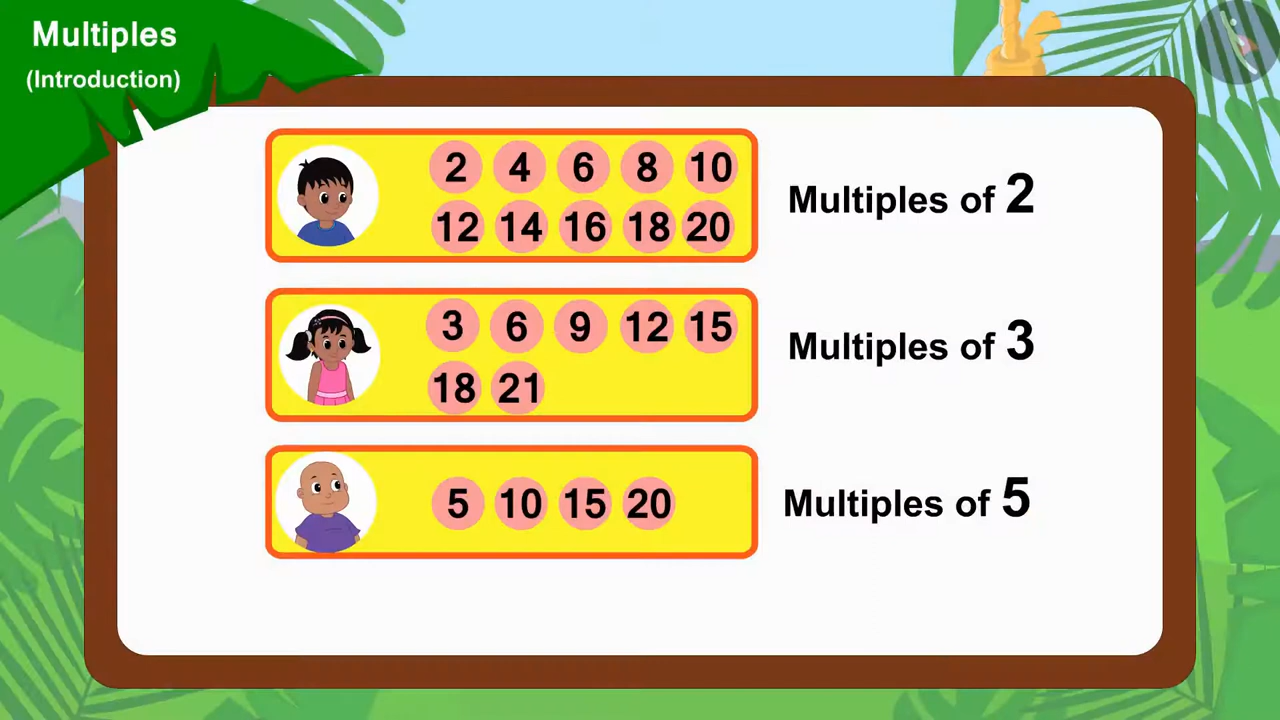 Multiples
(Introduction)
2 4 6 8 10
12 14 16 18 20
Multiples of 2
3 6 9 12 15
18 21
Multiples of 3
5 10 15 20
Multiples of 5